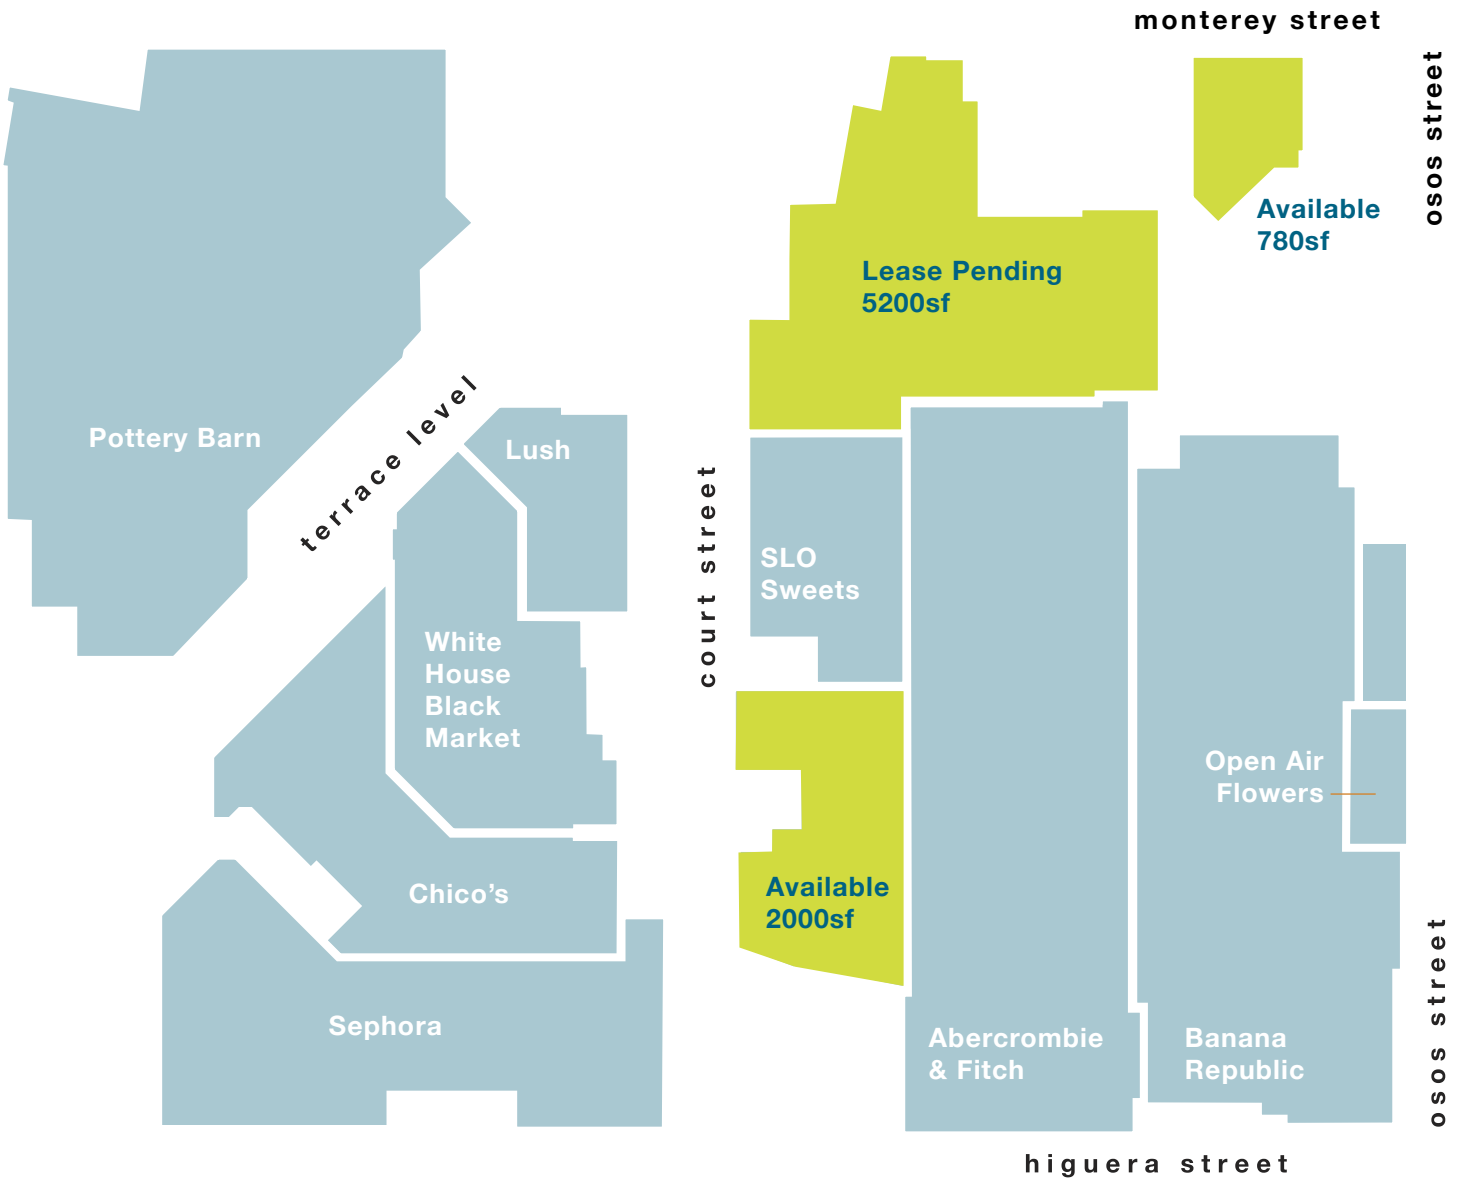 monterey street
osos street
Available
780sf
Lease Pending
5200sf
Pottery Barn
terrace level
Lush
court street
SLO
Sweets
White
House
Black
Market
Open Air
Flowers
Chico’s
Available
2000sf
Sephora
Abercrombie
& Fitch
Banana
Republic
osos street
higuera street